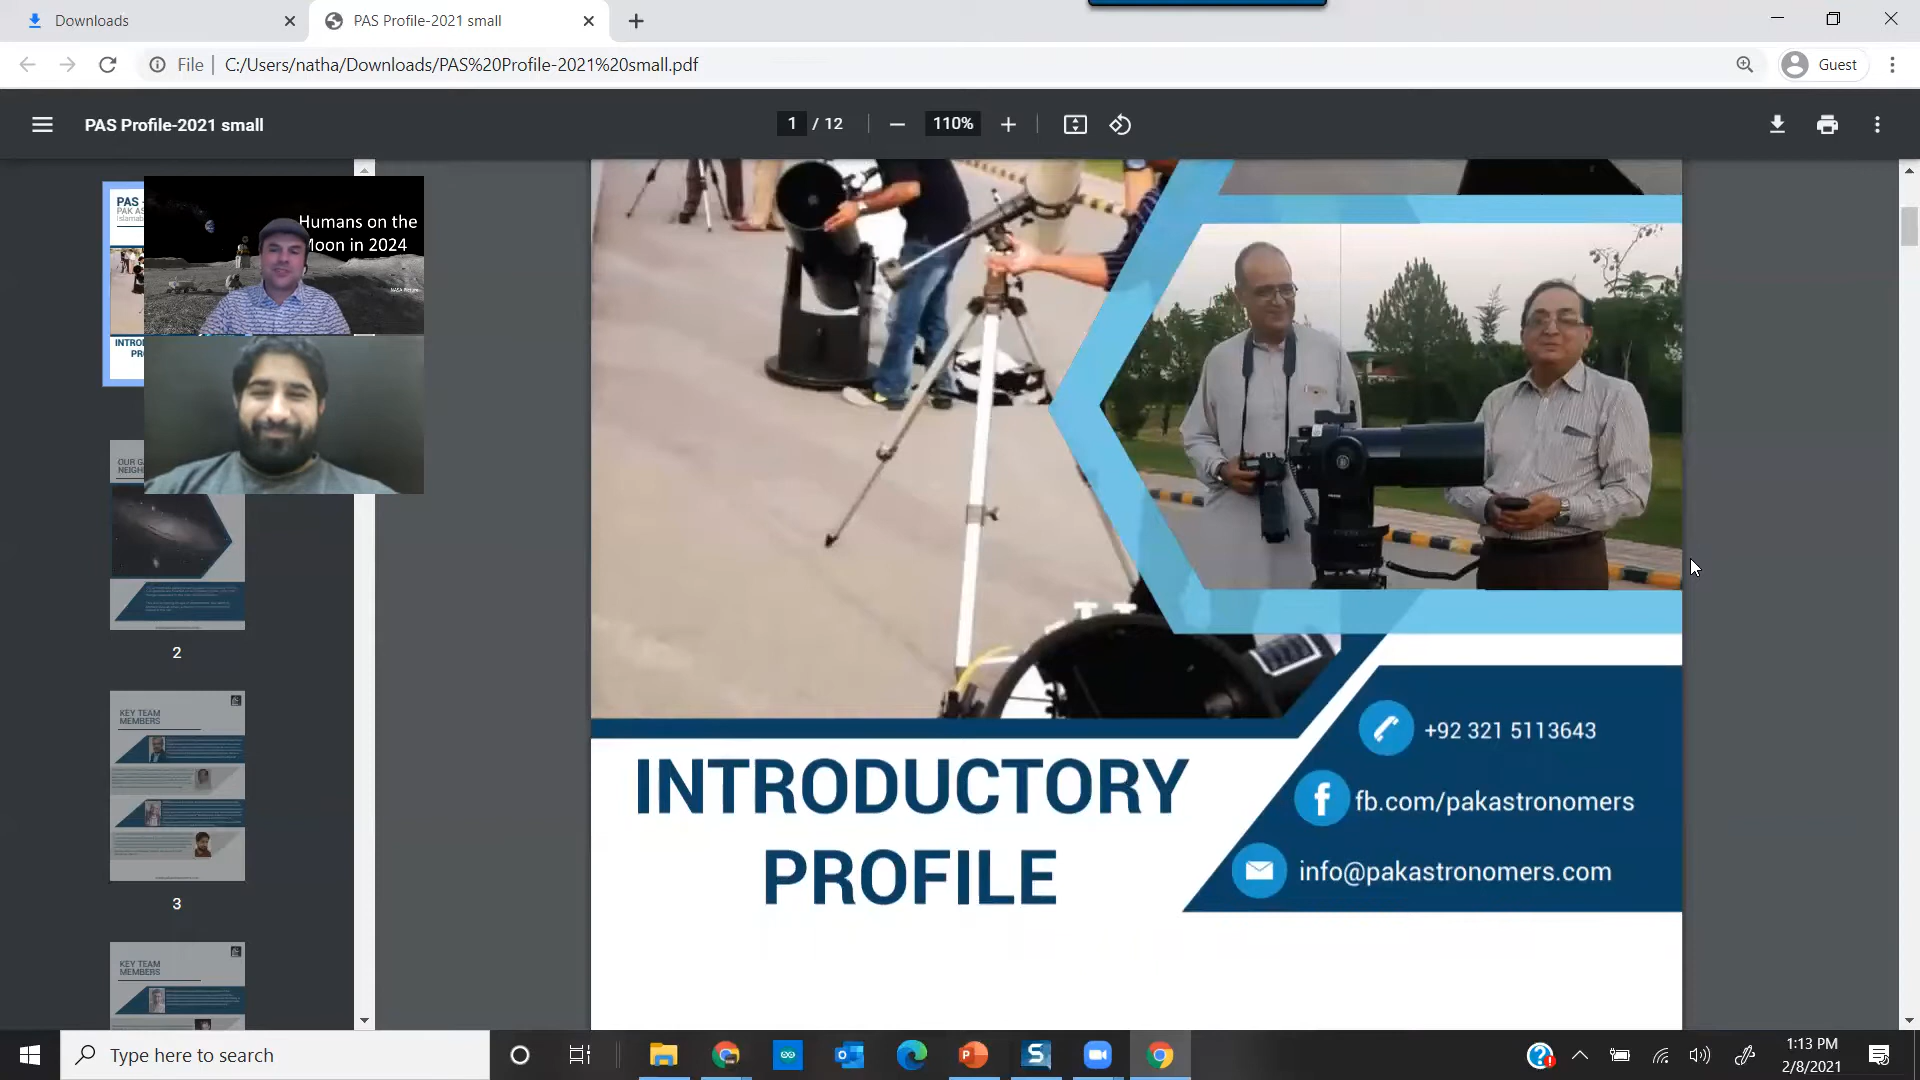 Downloads
PAS Profile-2021 small
File
C:/Users/natha/Downloads/PAS%20Profile-2021%20small.pdf
Guest
PAS Profile-2021 small
1 / 12
110%
PAS
Humans on the
Moon in 2024
NASA Picture
2
KEY TEAM
MEMBERS
3
KEY TEAM
MEMBERS
+92 321 5113643
fb.com/pakastronomers
info@pakastronomers.com
INTRODUCTORY
PROFILE
Type here to search
1:13 PM
2/8/2021